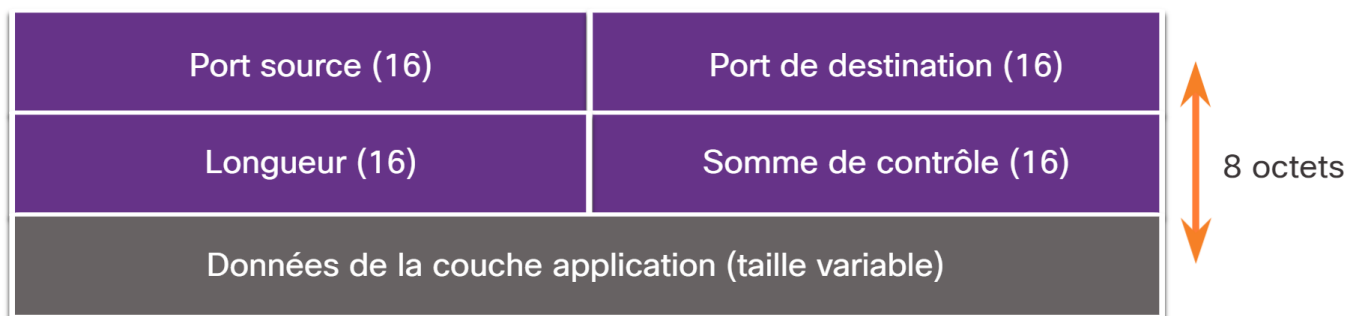 Port source (16)
Port de destination (16)
Longueur (16)
Somme de contrôle (16)
8 octets
Données de la couche application (taille variable)